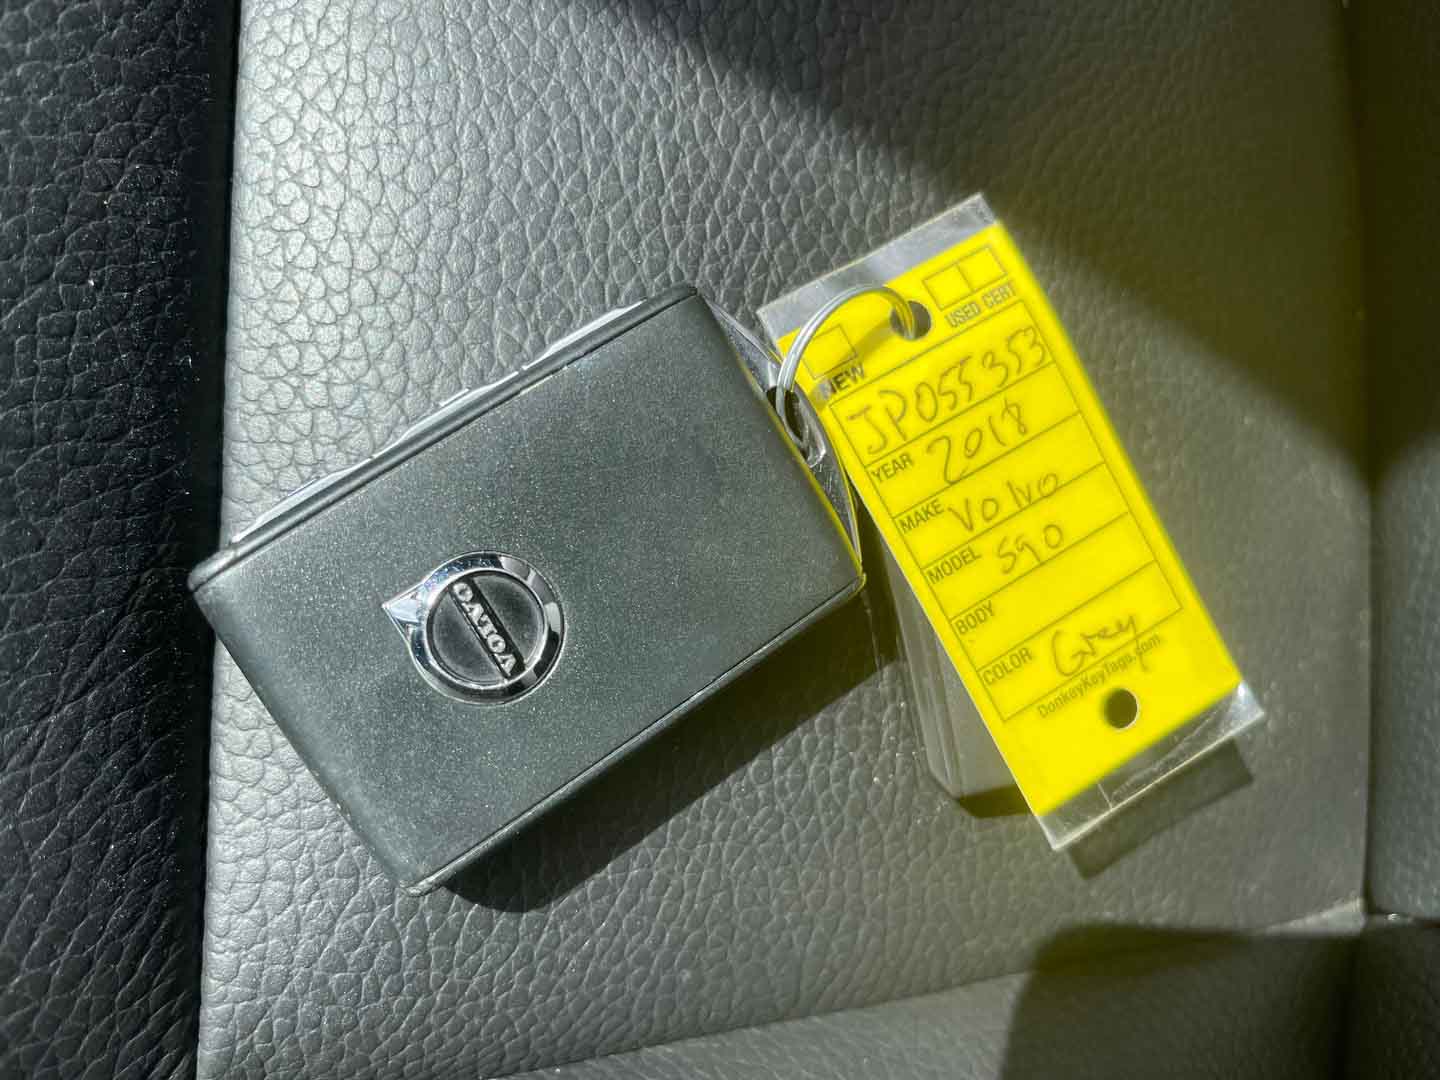 VOLVO
NEW
USED CERT
JP055353
YEAR 2018
MAKE Volvo
MODEL S90
BODY
COLOR Grey
DonkeyKeyTags.com